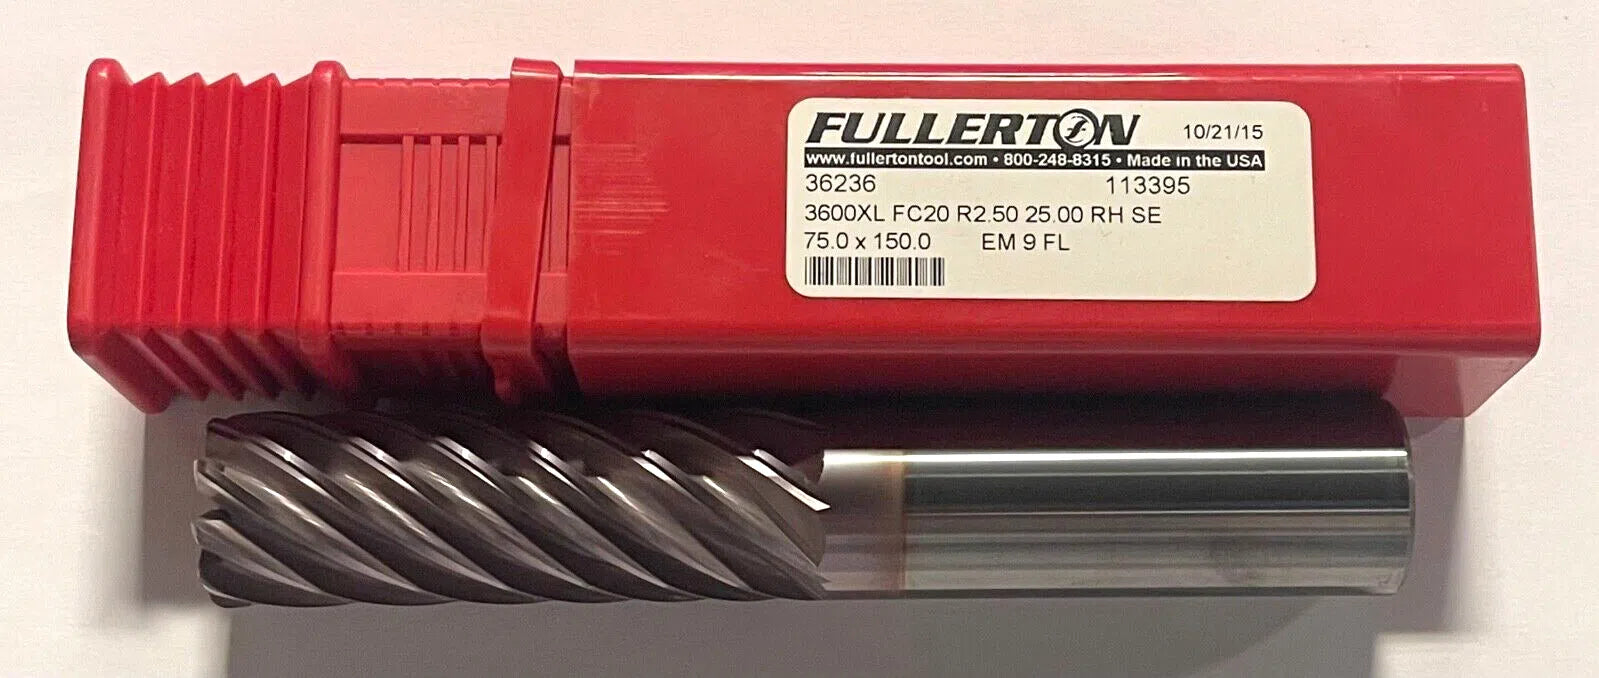 FULLERTON 10/21/15
www.fullertontool.com • 800-248-8315 • Made in the USA
36236 113395
3600XL FC20 R2.50 25.00 RH SE
75.0 x 150.0 EM 9 FL